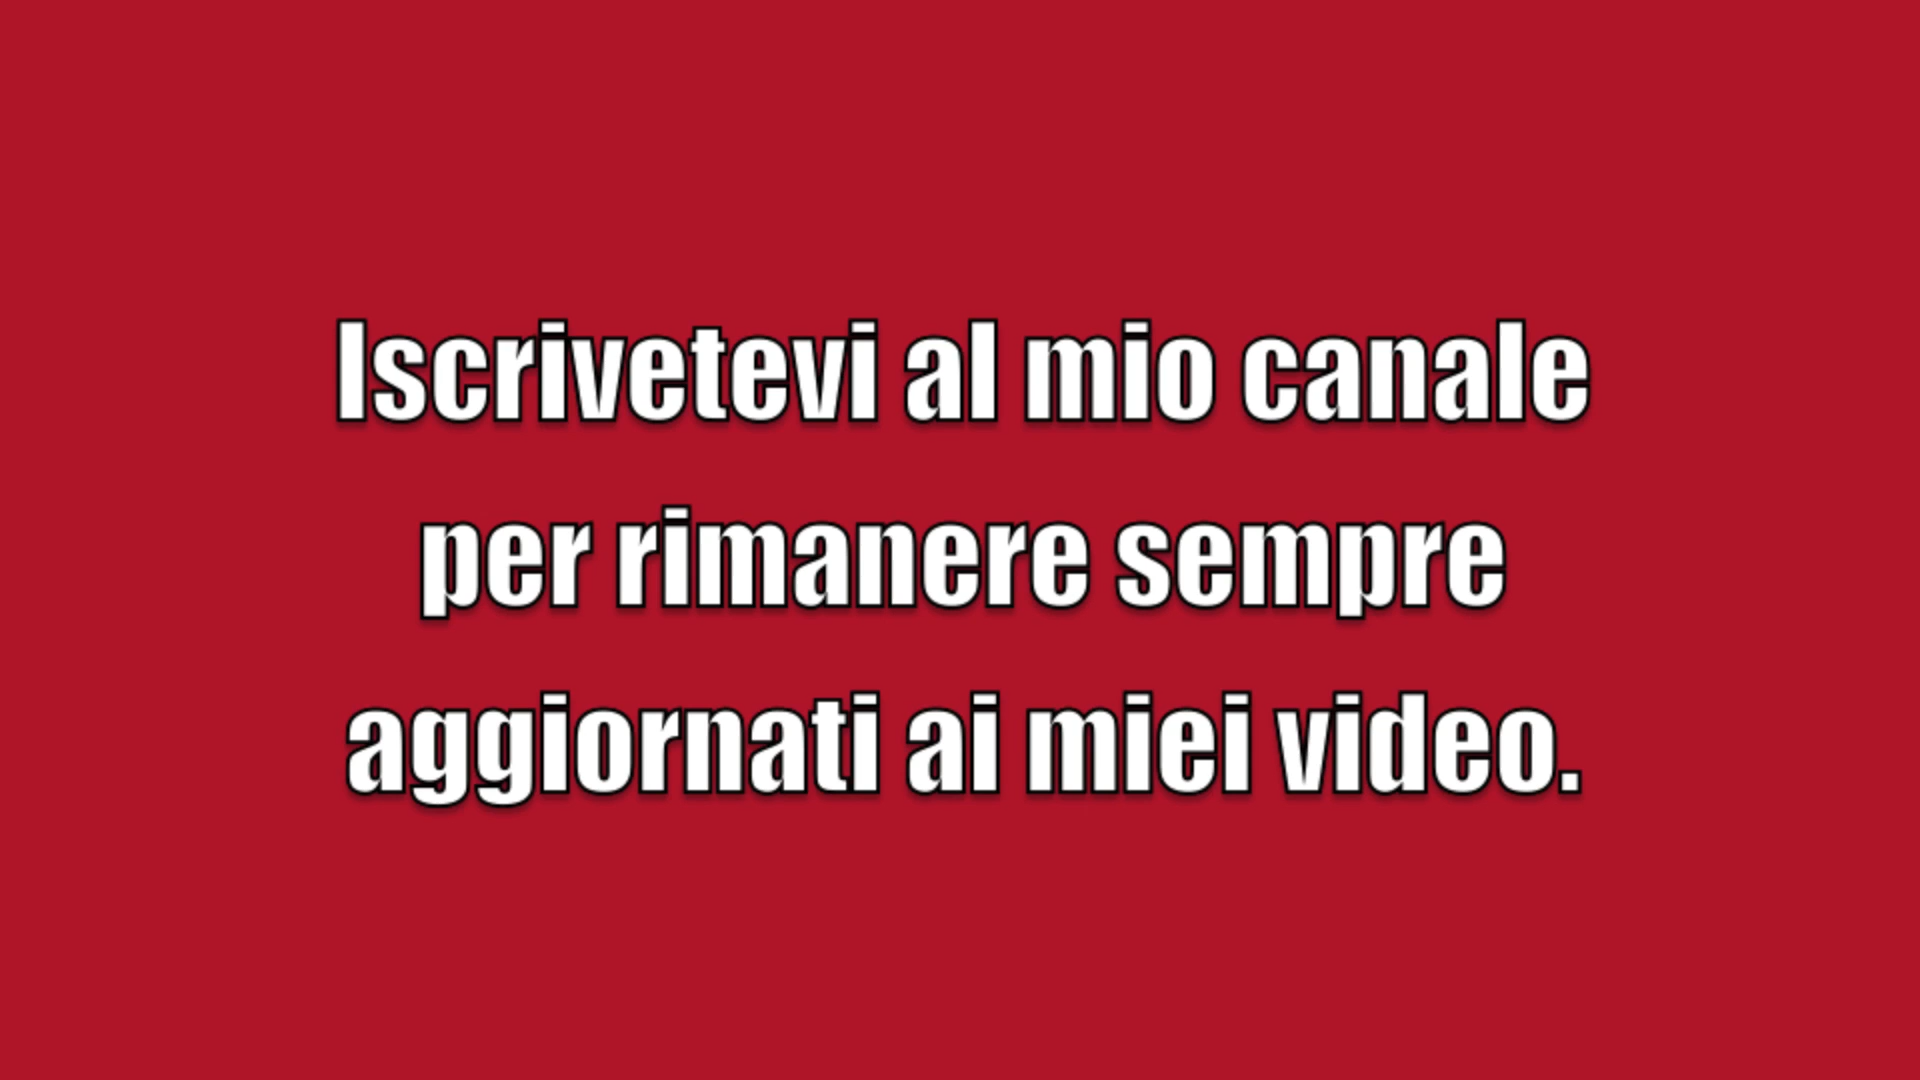 Iscrivetevi al mio canale
per rimanere sempre
aggiornati ai miei video.